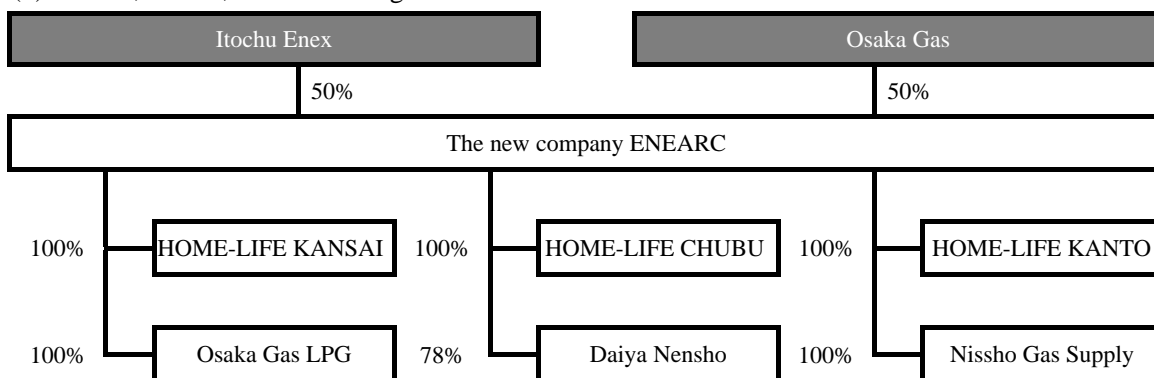 Itochu Enex
Osaka Gas
50%
50%
The new company ENEARC
100%
HOME-LIFE KANSAI
100%
HOME-LIFE CHUBU
100%
HOME-LIFE KANTO
100%
Osaka Gas LPG
78%
Daiya Nensho
100%
Nissho Gas Supply